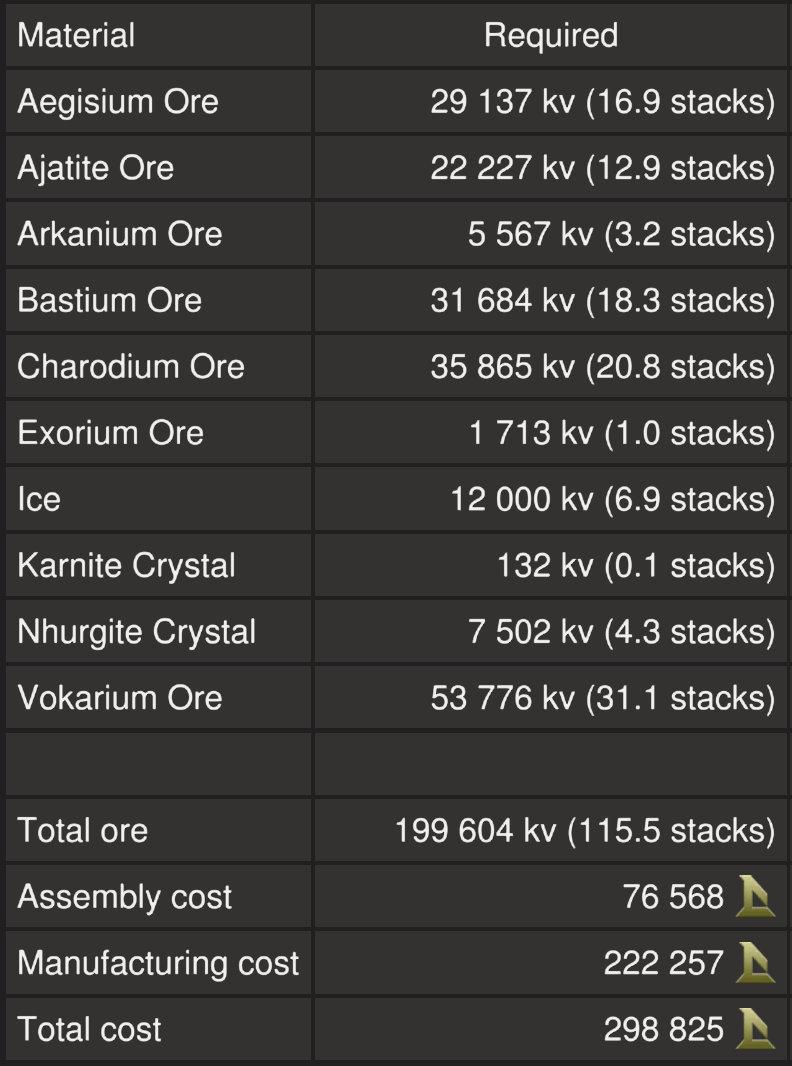 Material Required
Aegisium Ore 29 137 kv (16.9 stacks)
Ajatite Ore 22 227 kv (12.9 stacks)
Arkanium Ore 5 567 kv (3.2 stacks)
Bastium Ore 31 684 kv (18.3 stacks)
Charodium Ore 35 865 kv (20.8 stacks)
Exorium Ore 1 713 kv (1.0 stacks)
Ice 12 000 kv (6.9 stacks)
Karnite Crystal 132 kv (0.1 stacks)
Nhurgite Crystal 7 502 kv (4.3 stacks)
Vokarium Ore 53 776 kv (31.1 stacks)
Total ore 199 604 kv (115.5 stacks)
Assembly cost 76 568
Manufacturing cost 222 257
Total cost 298 825